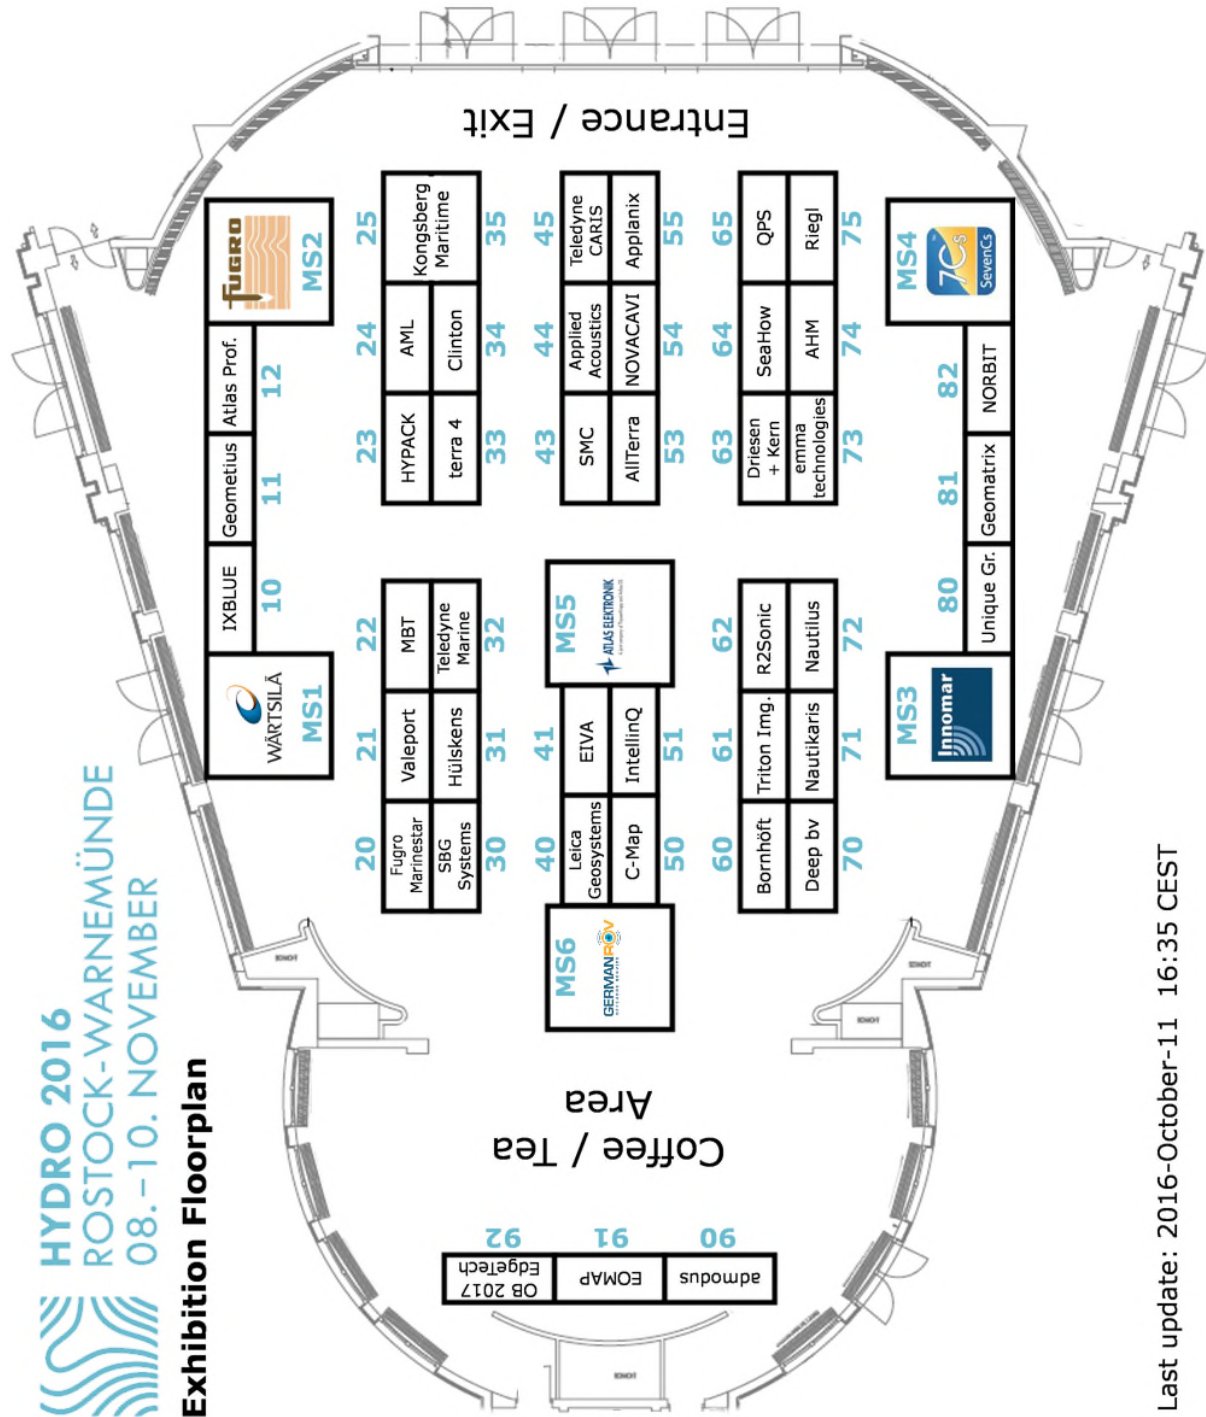 HYDRO 2016
ROSTOCK-WARNEMÜNDE
08.–10. NOVEMBER
Exhibition Floorplan
WÄRTSILÄ
MS1
IXBLUE
10
Geometius
11
Atlas Prof.
12
FUGRO
MS2
20
21
22
23
24
25
Fugro
Marinestar
Valeport
MBT
HYPACK
AML
Kongsberg
Maritime
SBG
Systems
Hülskens
Teledyne
Marine
terra 4
Clinton
30
31
32
33
34
35
MS6
GERMANROV
40
41
MS5
43
44
45
Leica
Geosystems
EIVA
ATLAS ELEKTRONIK
SMC
Applied
Acoustics
Teledyne
CARIS
C-Map
IntellinQ
AllTerra
NOVACAVI
Applanix
50
51
53
54
55
60
61
62
63
64
65
Bornhöft
Triton Img.
R2Sonic
Driesen
+ Kern
SeaHow
QPS
Deep bv
Nautikaris
Nautilus
emma
technologies
AHM
Riegl
70
71
72
73
74
75
MS3
Innomar
80
Unique Gr.
81
Geomatrix
82
NORBIT
MS4
7Cs
SevenCs
Entrance / Exit
Coffee / Tea
Area
90
admodus
91
EOMAP
92
OB 2017
EdgeTech
Last update: 2016-October-11 16:35 CEST